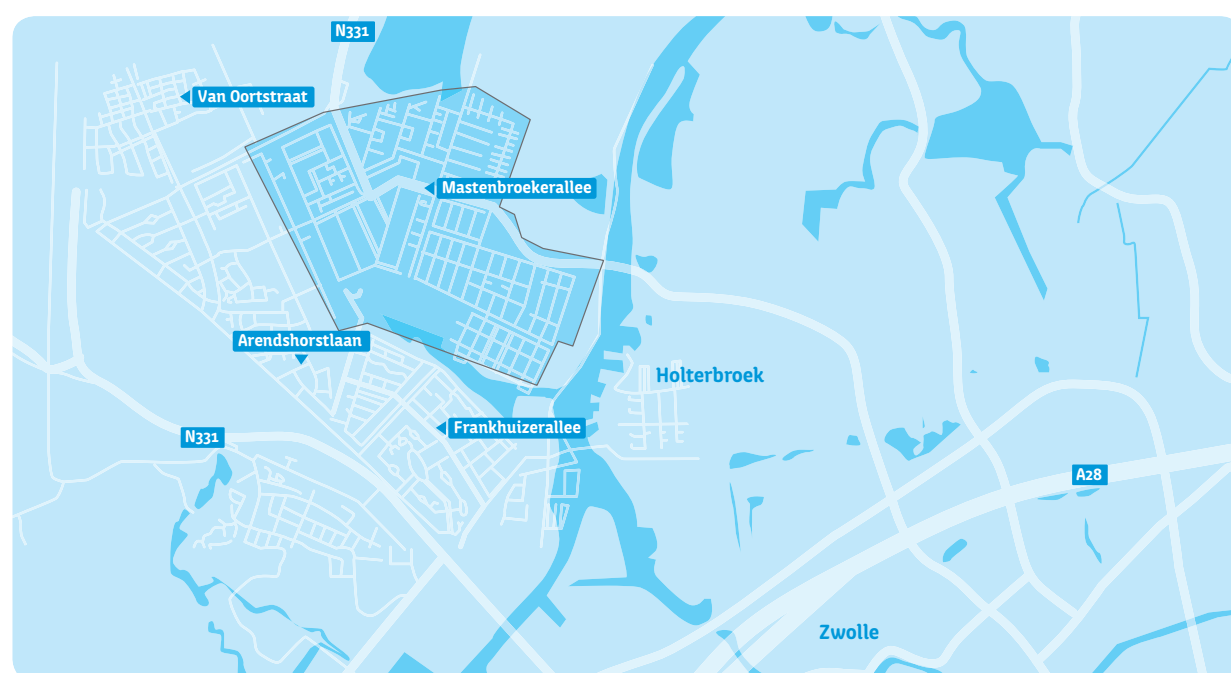 N331
Van Oortstraat
Mastenbroekerallee
Arendshorstlaan
Holterbroek
Frankhuizerallee
N331
A28
Zwolle